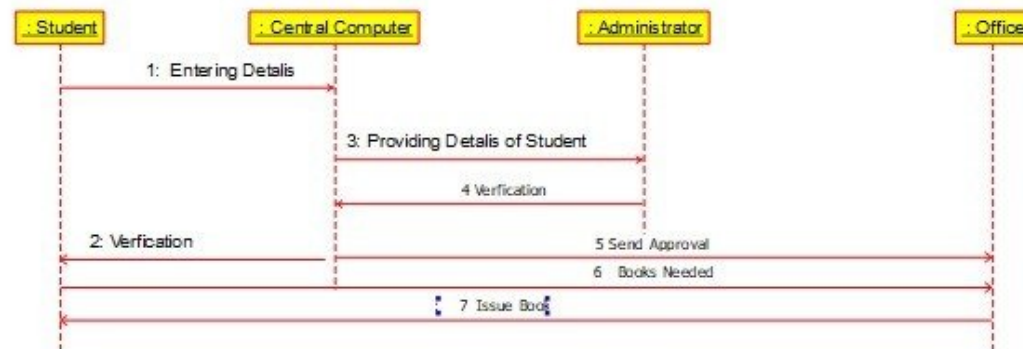 : Student
: Central Computer
: Administrator
: Office
1: Entering Detalis
3: Providing Detalis of Student
4 Verfication
2: Verfication
5 Send Approval
6 Books Needed
7 Issue Book